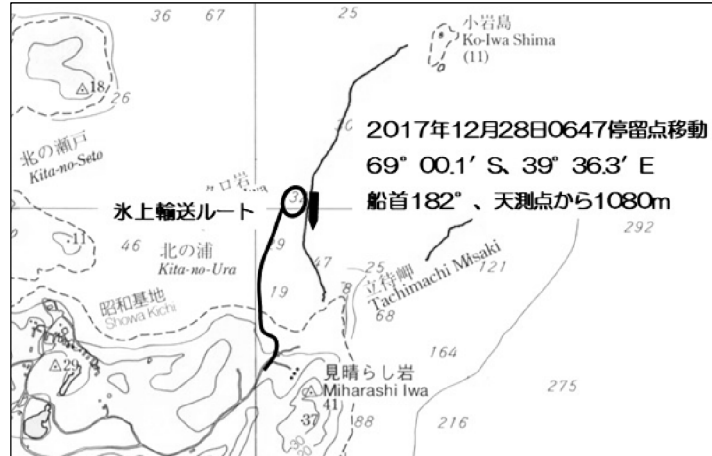 36
67
25
小岩島
Ko-Iwa Shima
(11)
18
26
30
2017年12月28日0647停留点移動
69°00.1′S、39°36.3′E
船首182°、天測点から1080m
北の瀬戸
Kita-no-Seto
ロ岩
氷上輸送ルート
292
11
46
北の浦
Kita-no-Ura
47
25
立待岬
Tachimachi Misaki
121
昭和基地
Showa Kichi
19
68
29
164
見晴らし岩
Miharashi Iwa
41
37
88
216
275